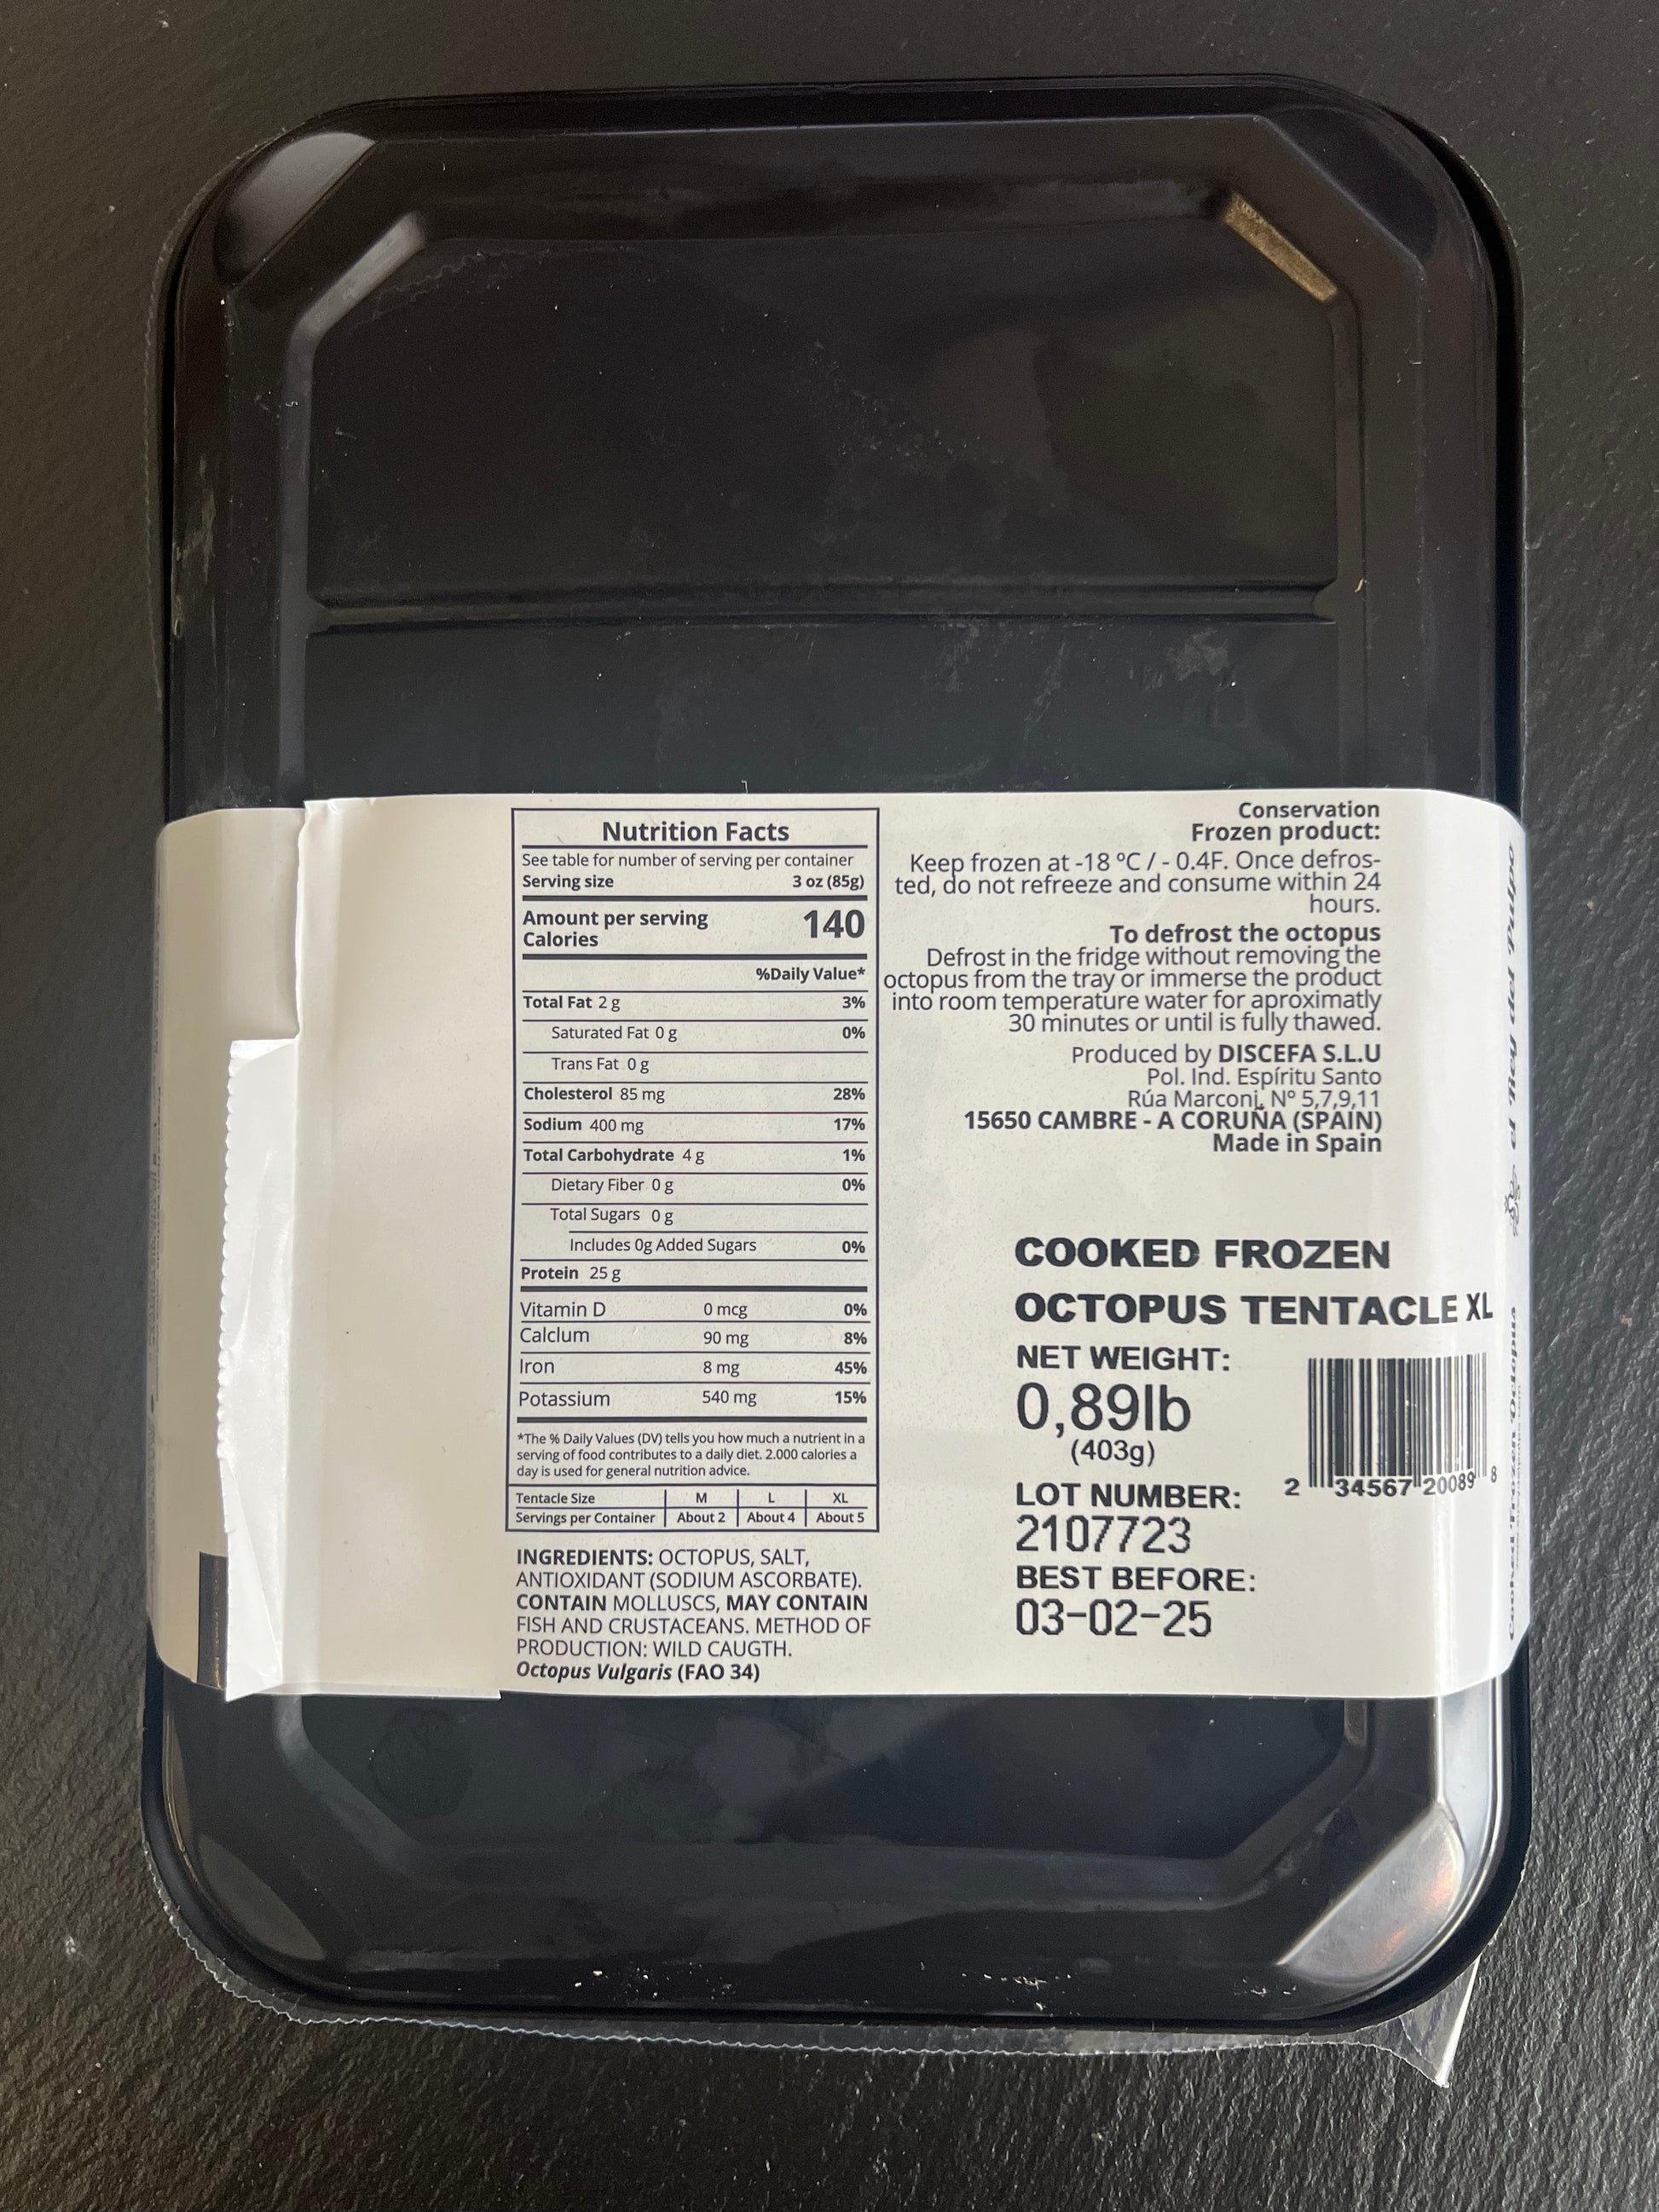 Nutrition Facts
See table for number of serving per container
Serving size 3 oz (85g)
Amount per serving
Calories 140
%Daily Value*
Total Fat 2 g 3%
Saturated Fat 0 g 0%
Trans Fat 0 g
Cholesterol 85 mg 28%
Sodium 400 mg 17%
Total Carbohydrate 4 g 1%
Dietary Fiber 0 g 0%
Total Sugars 0 g
Includes 0g Added Sugars 0%
Protein 25 g
Vitamin D 0 mcg 0%
Calclum 90 mg 8%
Iron 8 mg 45%
Potassium 540 mg 15%
*The % Daily Values (DV) tells you how much a nutrient in a
serving of food contributes to a daily diet. 2.000 calories a
day is used for general nutrition advice.
Tentacle Size M L XL
Servings per Container About 2 About 4 About 5
INGREDIENTS: OCTOPUS, SALT,
ANTIOXIDANT (SODIUM ASCORBATE).
CONTAIN MOLLUSCS, MAY CONTAIN
FISH AND CRUSTACEANS. METHOD OF
PRODUCTION: WILD CAUGTH.
Octopus Vulgaris (FAO 34)
Conservation
Frozen product:
Keep frozen at -18 ºC / - 0.4F. Once defros-
ted, do not refreeze and consume within 24
hours.
To defrost the octopus
Defrost in the fridge without removing the
octopus from the tray or immerse the product
into room temperature water for aproximatly
30 minutes or until is fully thawed.
Produced by DISCEFA S.L.U
Pol. Ind. Espíritu Santo
Rúa Marconi, Nº 5,7,9,11
15650 CAMBRE - A CORUÑA (SPAIN)
Made in Spain
COOKED FROZEN
OCTOPUS TENTACLE XL
NET WEIGHT:
0,89lb
(403g)
2 34567 20089 8
LOT NUMBER:
2107723
BEST BEFORE:
03-02-25
el Rey del Pulpo
Cooked Frozen Octopus